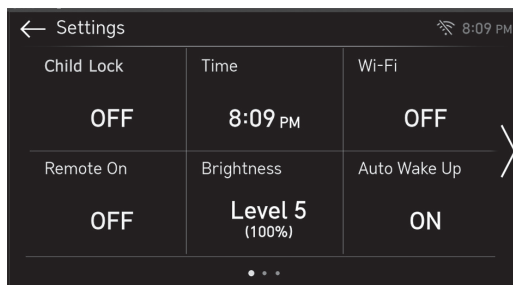 Settings
8:09 PM
Child Lock
Time
Wi-Fi
OFF
8:09 PM
OFF
Remote On
Brightness
Auto Wake Up
OFF
Level 5
(100%)
ON